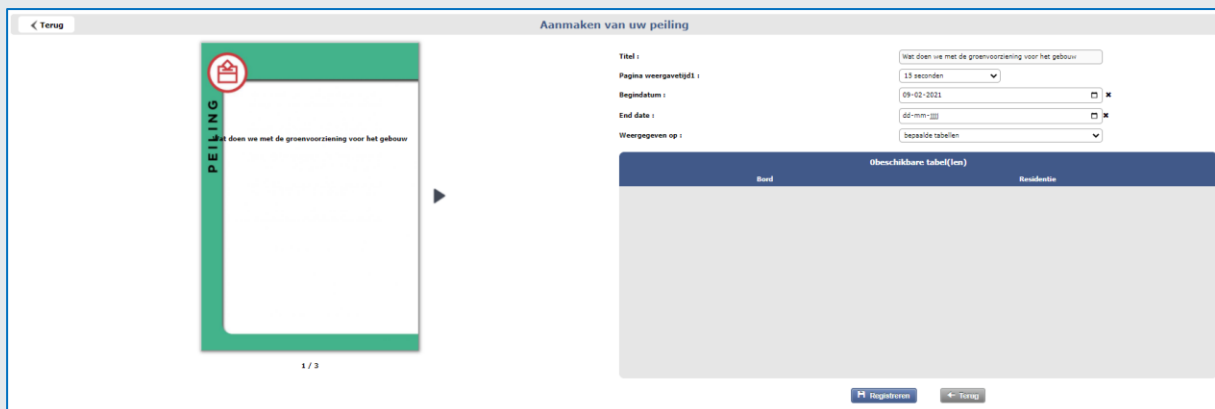 Terug
Aanmaken van uw peiling
PEILING
Wat doen we met de groenvoorziening voor het gebouw
1 / 3
Titel :
Wat doen we met de groenvoorziening voor het gebouw
Pagina weergavetijd1 :
15 seconden
Begindatum :
09-02-2021
End date :
dd-mm-jjjj
Weergegeven op :
bepaalde tabellen
0beschikbare tabel(len)
Bord Residentie
Registreren
Terug